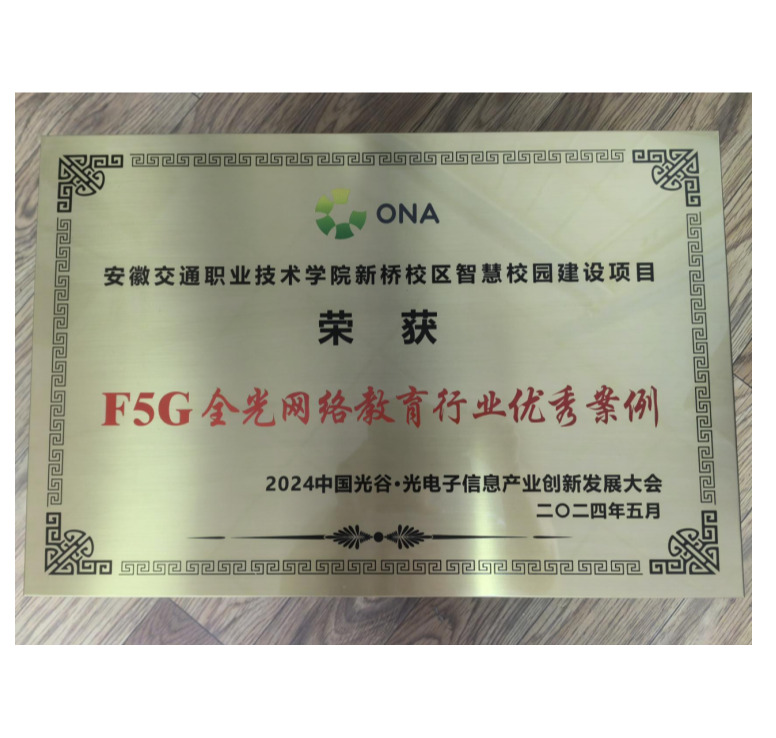 ONA
安徽交通职业技术学院新桥校区智慧校园建设项目
荣 获
F5G全光网络教育行业优秀案例
2024中国光谷·光电子信息产业创新发展大会
二〇二四年五月